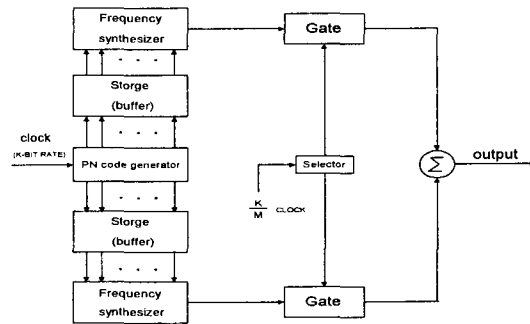 Frequency
synthesizer
Gate
. . .
Storge
(buffer)
. . .
clock
(K-BIT RATE)
PN code generator
Selector
Σ
output
K
M
CLOCK
. . .
Storge
(buffer)
. . .
Frequency
synthesizer
Gate